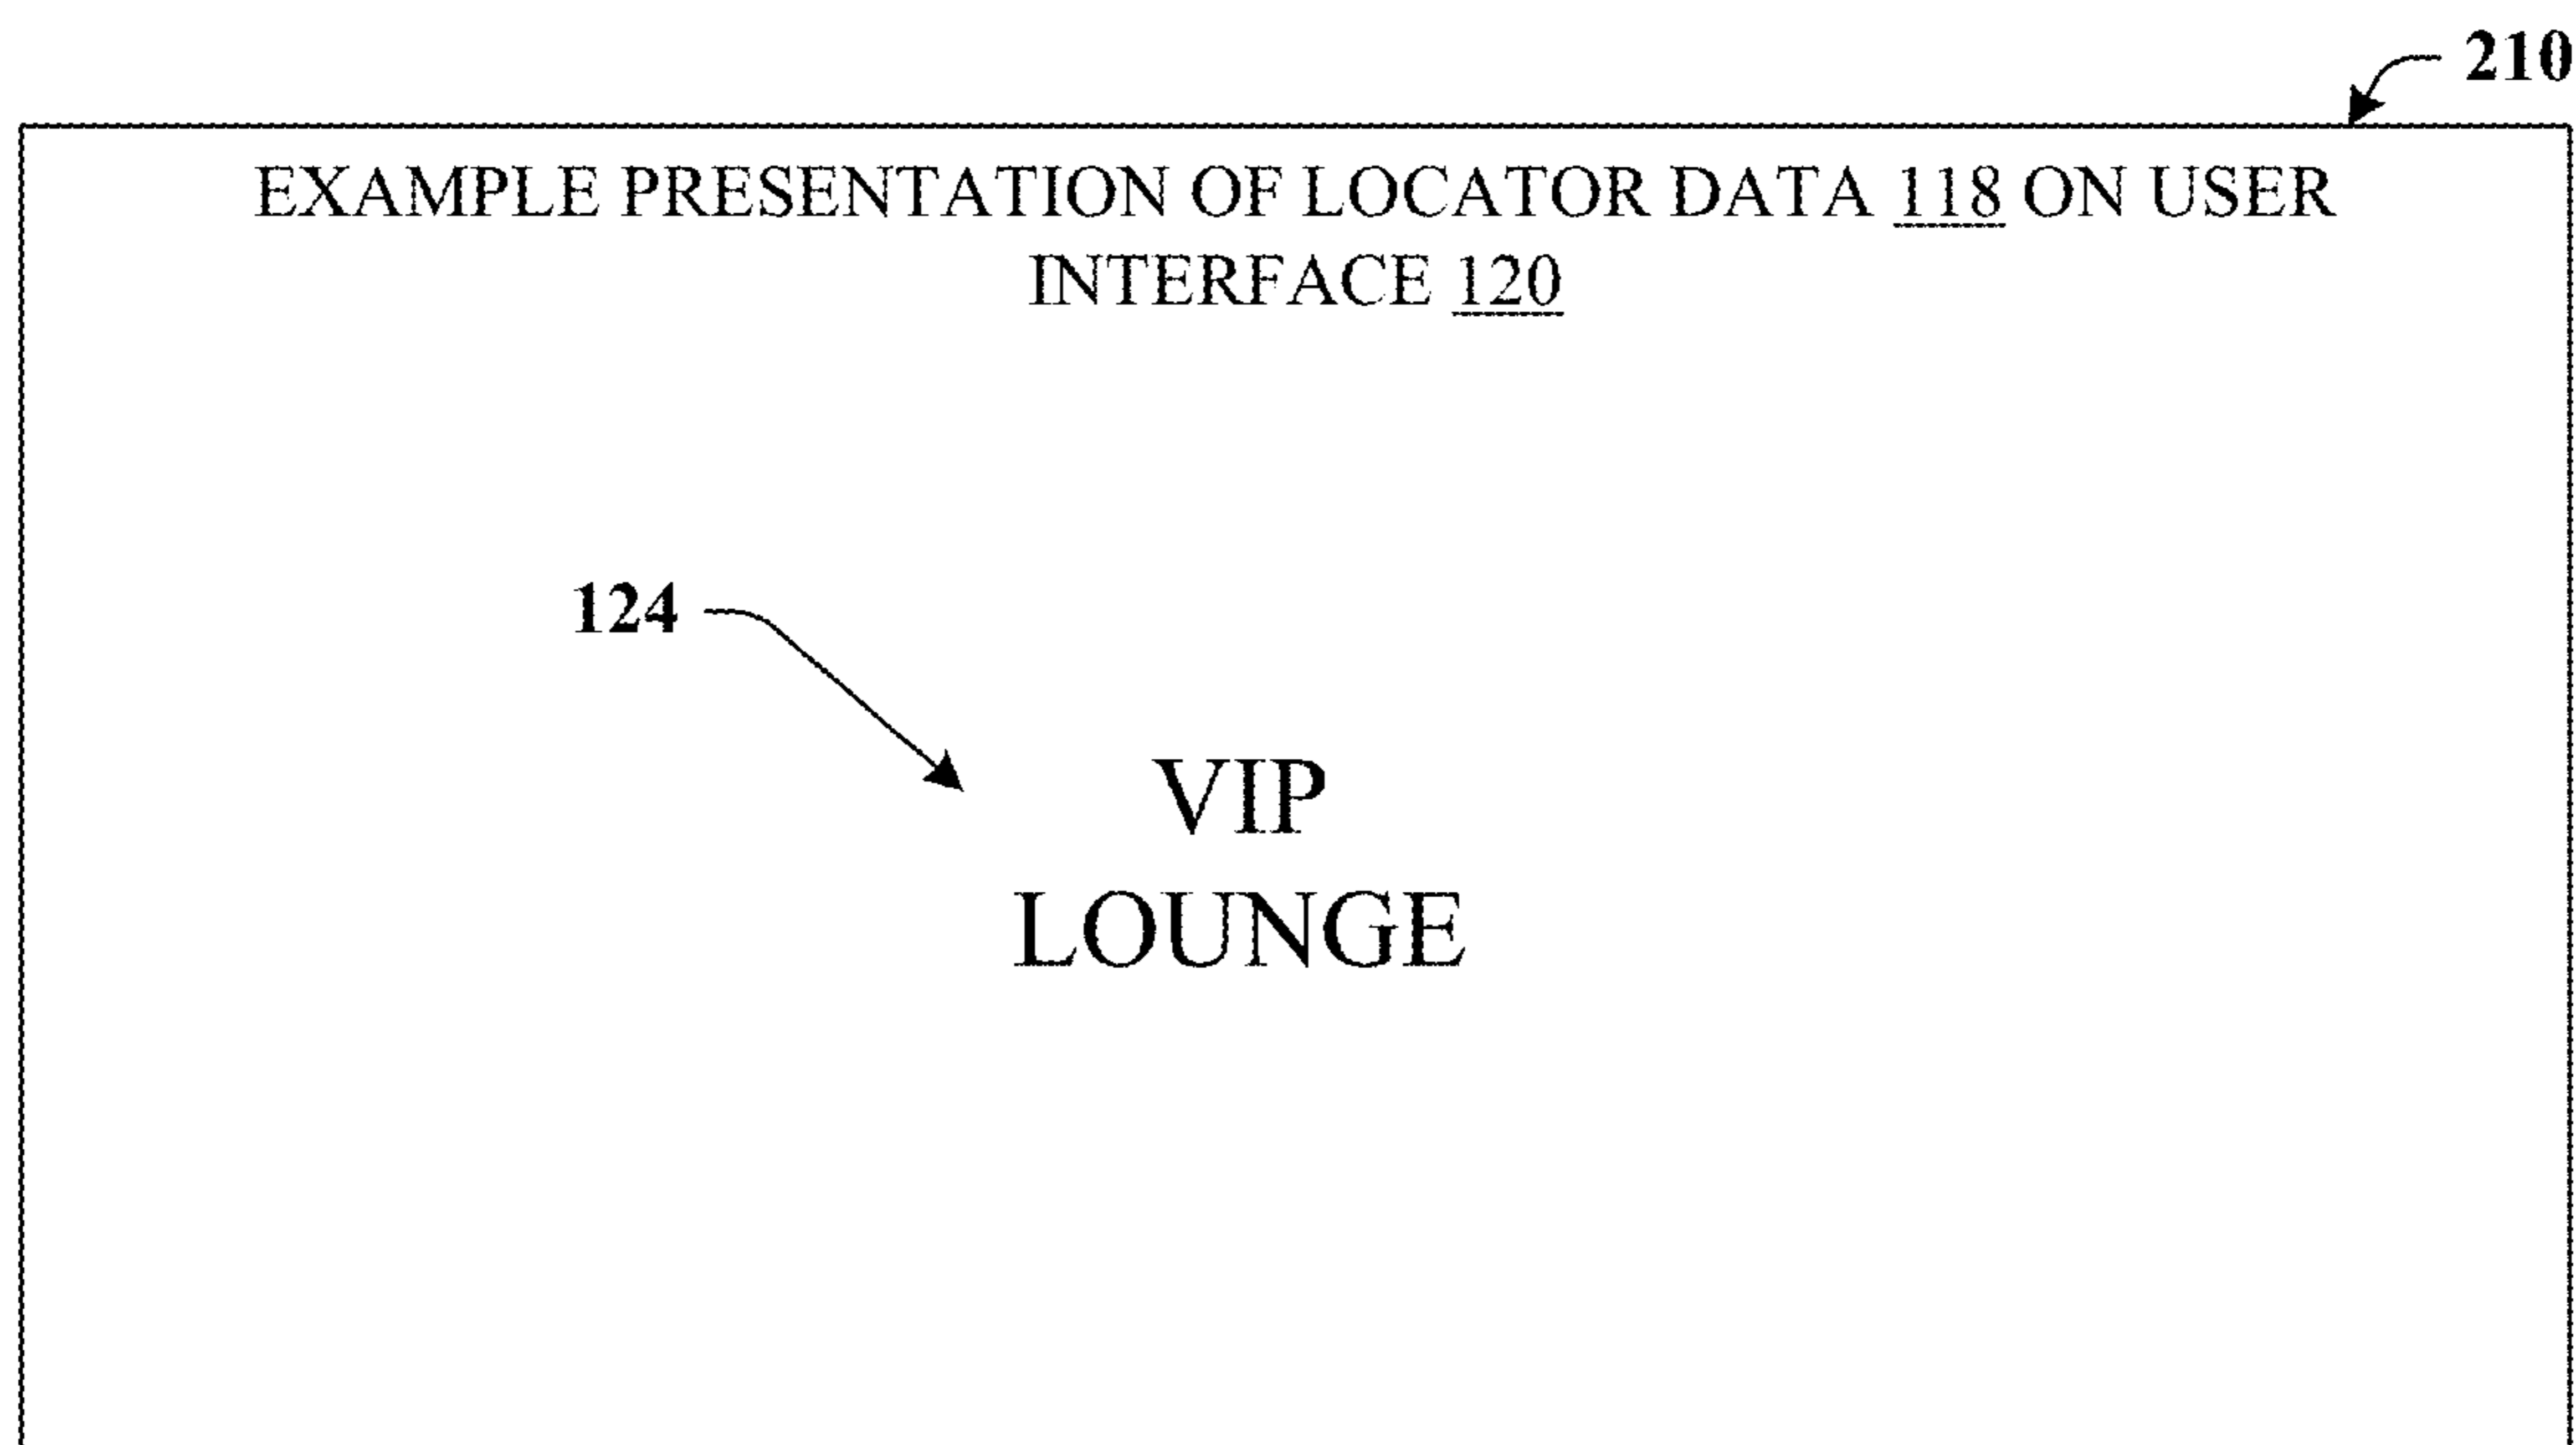 210
EXAMPLE PRESENTATION OF LOCATOR DATA 118 ON USER
INTERFACE 120
124
VIP
LOUNGE